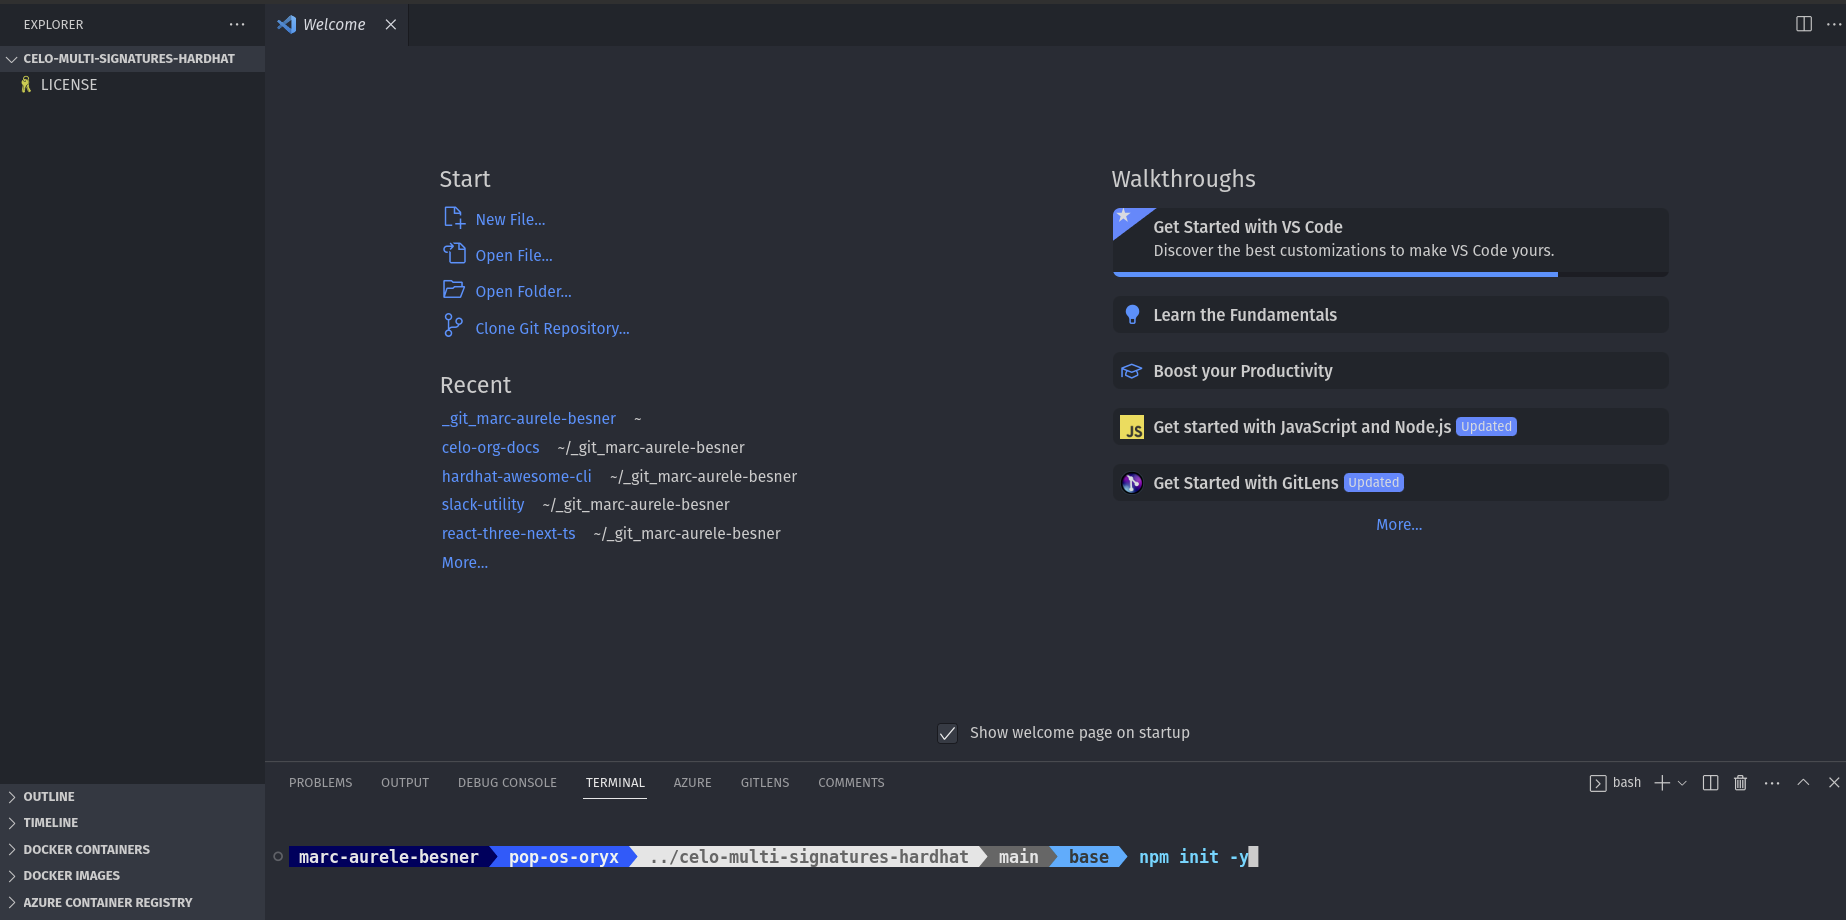 EXPLORER
CELO-MULTI-SIGNATURES-HARDHAT
LICENSE
OUTLINE
TIMELINE
DOCKER CONTAINERS
DOCKER IMAGES
AZURE CONTAINER REGISTRY
Welcome
Start
New File...
Open File...
Open Folder...
Clone Git Repository...
Recent
_git_marc-aurele-besner ~
celo-org-docs ~/_git_marc-aurele-besner
hardhat-awesome-cli ~/_git_marc-aurele-besner
slack-utility ~/_git_marc-aurele-besner
react-three-next-ts ~/_git_marc-aurele-besner
More...
Walkthroughs
Get Started with VS Code
Discover the best customizations to make VS Code yours.
Learn the Fundamentals
Boost your Productivity
JS Get started with JavaScript and Node.js Updated
Get Started with GitLens Updated
More...
Show welcome page on startup
PROBLEMS OUTPUT DEBUG CONSOLE TERMINAL AZURE GITLENS COMMENTS bash
marc-aurele-besner pop-os-oryx ../celo-multi-signatures-hardhat main base npm init -y